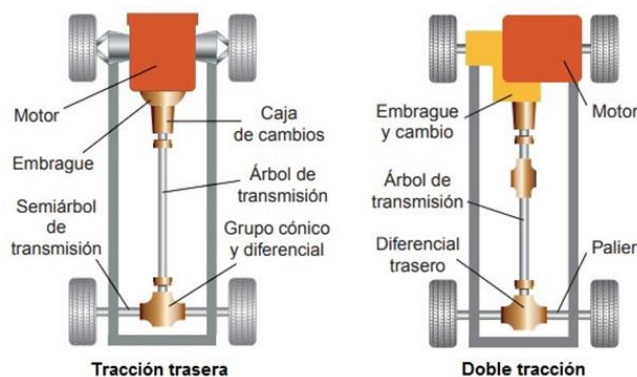 Motor
Embrague
Semiárbol
de
transmisión
Caja
de cambios
Árbol de
transmisión
Grupo cónico
y diferencial
Tracción trasera
Embrague
y cambio
Motor
Árbol de
transmisión
Diferencial
trasero
Palier
Doble tracción